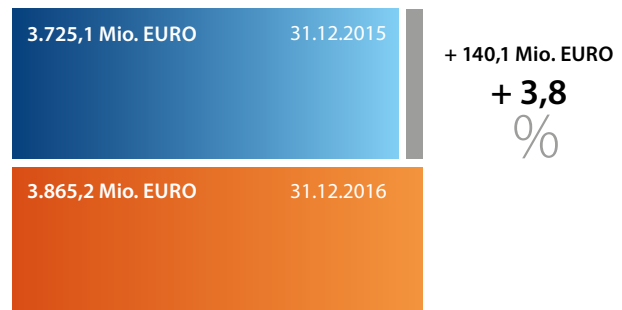 3.725,1 Mio. EURO 31.12.2015
+ 140,1 Mio. EURO
+ 3,8
%
3.865,2 Mio. EURO 31.12.2016